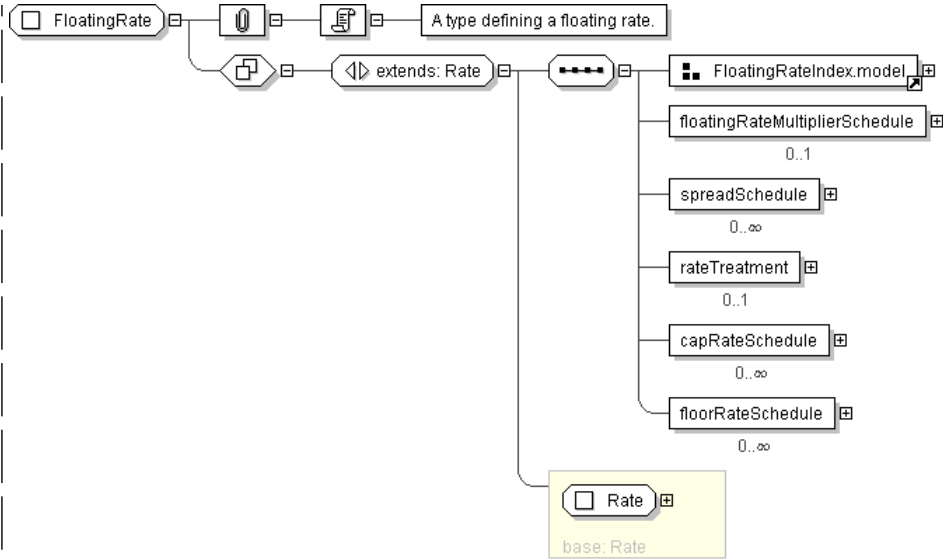 FloatingRate
A type defining a floating rate.
extends: Rate
FloatingRateIndex.model
floatingRateMultiplierSchedule
0..1
spreadSchedule
0..∞
rateTreatment
0..1
capRateSchedule
0..∞
floorRateSchedule
0..∞
Rate
base: Rate